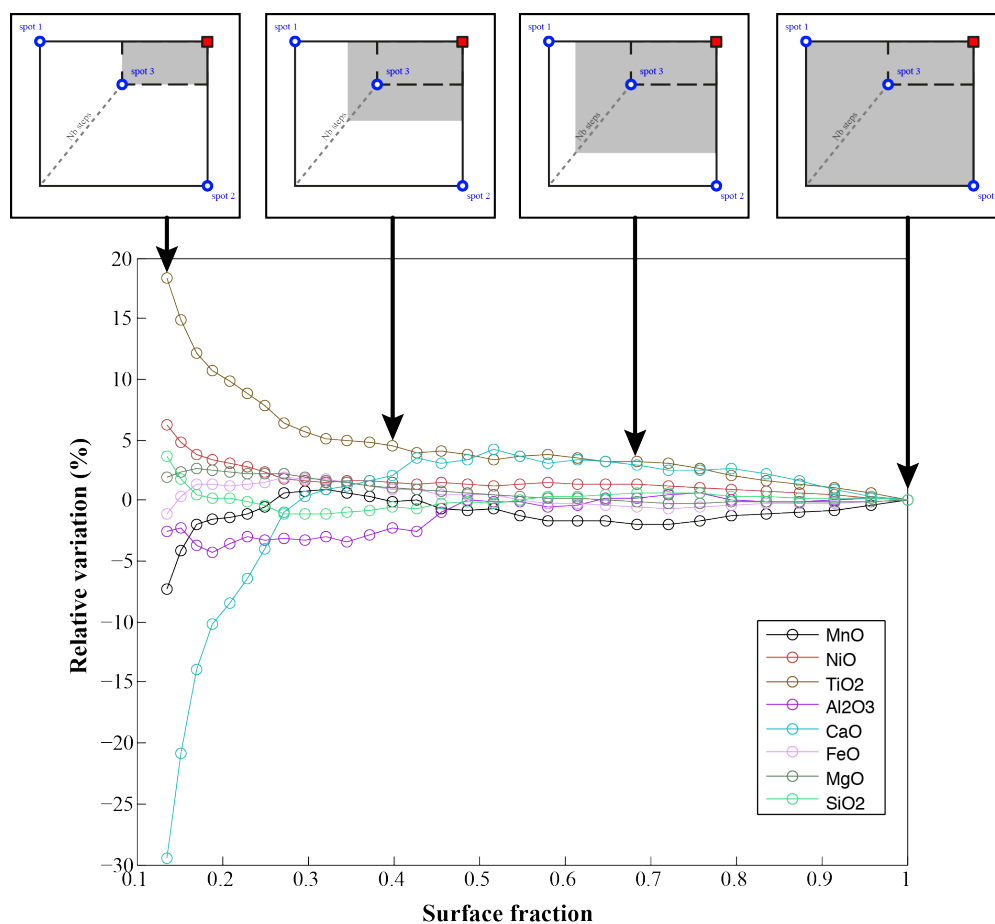 spot 1
spot 3
Nb steps
spot 2
spot 1
spot 3
Nb steps
spot 2
spot 1
spot 3
Nb steps
spot 2
spot 1
spot 3
Nb steps
spot
20
15
10
5
0
−5
−10
−15
−20
−25
−30
Relative variation (%)
MnO
NiO
TiO2
Al2O3
CaO
FeO
MgO
SiO2
0.1 0.2 0.3 0.4 0.5 0.6 0.7 0.8 0.9 1
Surface fraction